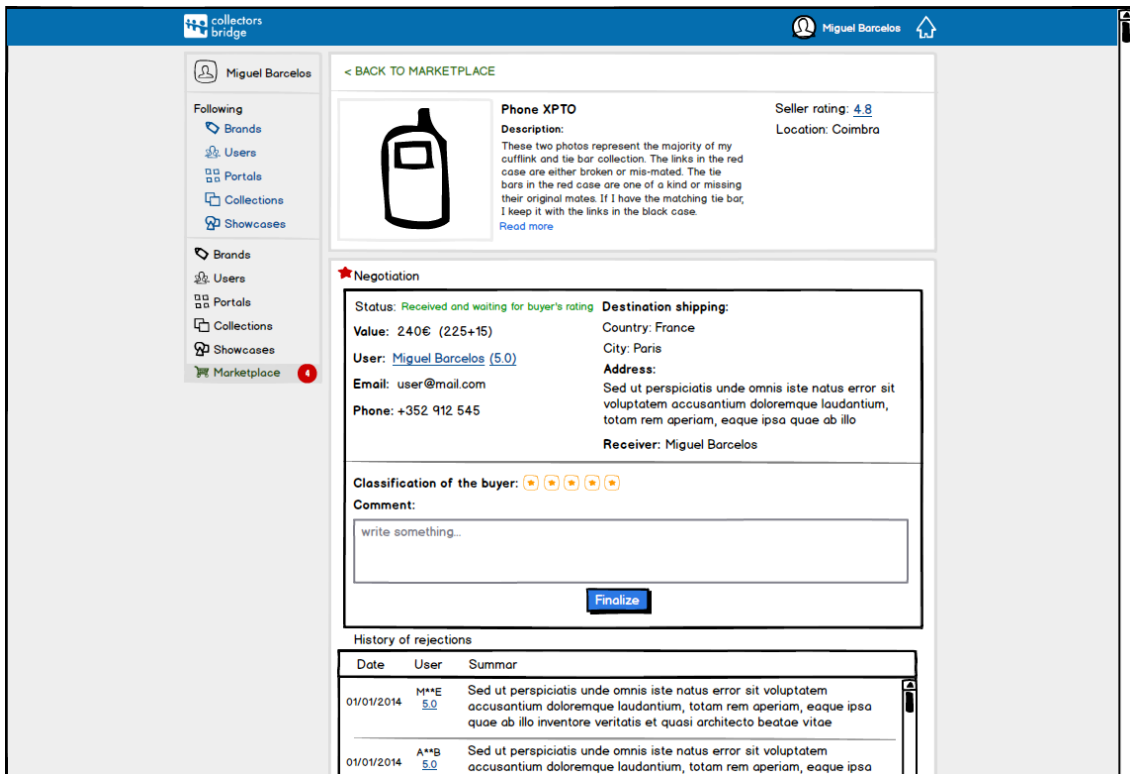 collectors
bridge
Miguel Barcelos
Miguel Barcelos
Following
Brands
Users
Portals
Collections
Showcases
Brands
Users
Portals
Collections
Showcases
Marketplace 4
< BACK TO MARKETPLACE
Phone XPTO
Description:
These two photos represent the majority of my
cufflink and tie bar collection. The links in the red
case are either broken or mis-mated. The tie
bars in the red case are one of a kind or missing
their original mates. If I have the matching tie bar,
I keep it with the links in the black case.
Read more
Seller rating: 4.8
Location: Coimbra
Negotiation
Status: Received and waiting for buyer's rating
Value: 240€ (225+15)
User: Miguel Barcelos (5.0)
Email: user@mail.com
Phone: +352 912 545
Destination shipping:
Country: France
City: Paris
Address:
Sed ut perspiciatis unde omnis iste natus error sit
voluptatem accusantium doloremque laudantium,
totam rem aperiam, eaque ipsa quae ab illo
Receiver: Miguel Barcelos
Classification of the buyer:
Comment:
write something...
Finalize
History of rejections
Date User Summar
01/01/2014 M**E 5.0 Sed ut perspiciatis unde omnis iste natus error sit voluptatem
accusantium doloremque laudantium, totam rem aperiam, eaque ipsa
quae ab illo inventore veritatis et quasi architecto beatae vitae
01/01/2014 A**B 5.0 Sed ut perspiciatis unde omnis iste natus error sit voluptatem
accusantium doloremque laudantium, totam rem aperiam, eaque ipsa